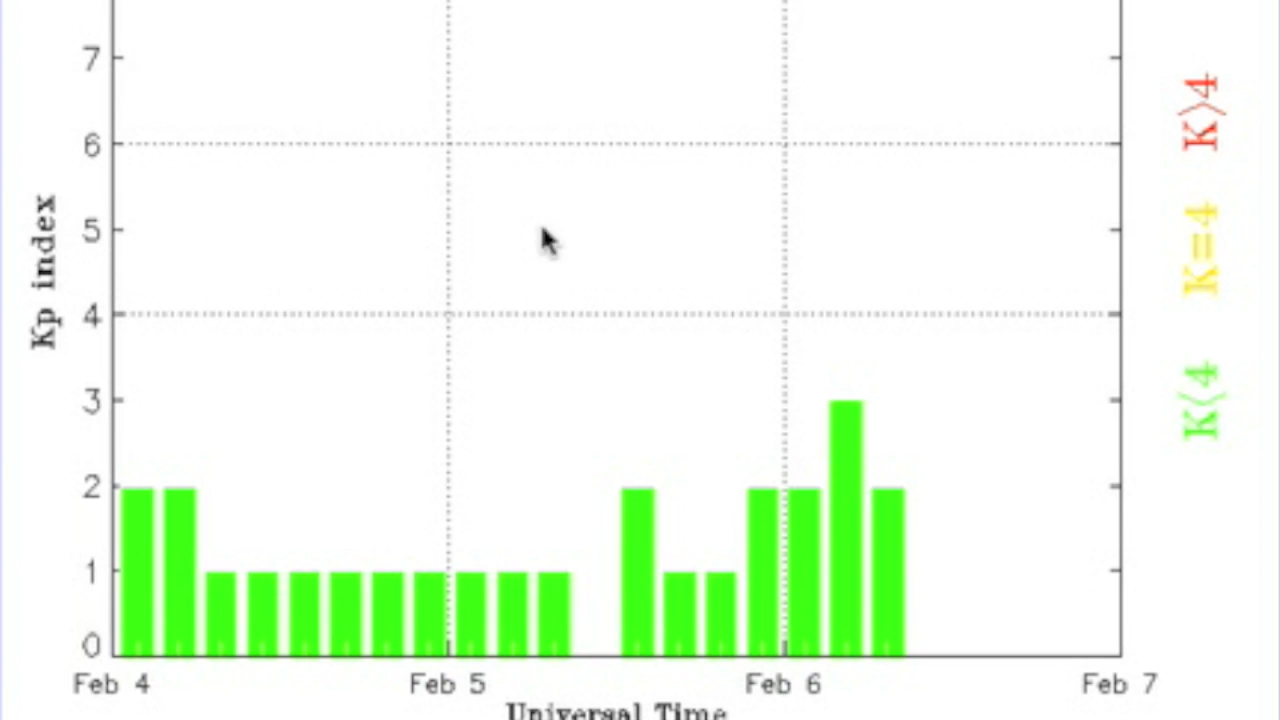 7
6
5
4
3
2
1
0
Kp index
Feb 4
Feb 5
Feb 6
Feb 7
Universal Time
K>4
K=4
K<4